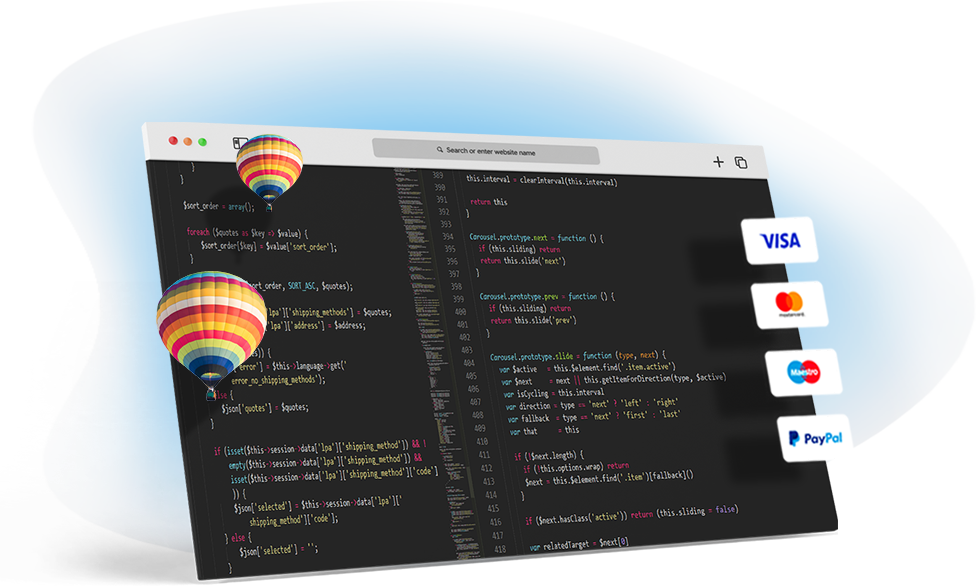 Search or enter website name
}
}
$sort_order = array();
foreach ($quotes as $key => $value) {
$sort_order[$key] = $value['sort_order'];
}
ort_order, SORT_ASC, $quotes);
'lpa']['shipping_methods'] = $quotes;
'lpa']['address'] = $address;
)) {
error'] = $this->language->get('
error_no_shipping_methods');
else {
$json['quotes'] = $quotes;
}
if (isset($this->session->data['lpa']['shipping_method']) && !
empty($this->session->data['lpa']['shipping_method']) &&
isset($this->session->data['lpa']['shipping_method']['code']
)) {
$json['selected'] = $this->session->data['lpa']['
shipping_method']['code'];
} else {
$json['selected'] = '';
}
389 this.interval = clearInterval(this.interval)
390
391 return this
392 }
393
394 Carousel.prototype.next = function () {
395 if (this.sliding) return
396 return this.slide('next')
397 }
398
399 Carousel.prototype.prev = function () {
400 if (this.sliding) return
401 return this.slide('prev')
402 }
403
404 Carousel.prototype.slide = function (type, next) {
405 var $active = this.$element.find('.item.active')
406 var $next = next || this.getItemForDirection(type, $active)
407 var isCycling = this.interval
408 var direction = type == 'next' ? 'left' : 'right'
409 var fallback = type == 'next' ? 'first' : 'last'
410 var that = this
411
412 if (!$next.length) {
413 if (!this.options.wrap) return
414 $next = this.$element.find('.item')[fallback]()
415 }
416
417 if ($next.hasClass('active')) return (this.sliding = false)
418 var relatedTarget = $next[0]
VISA
mastercard
Maestro
PayPal